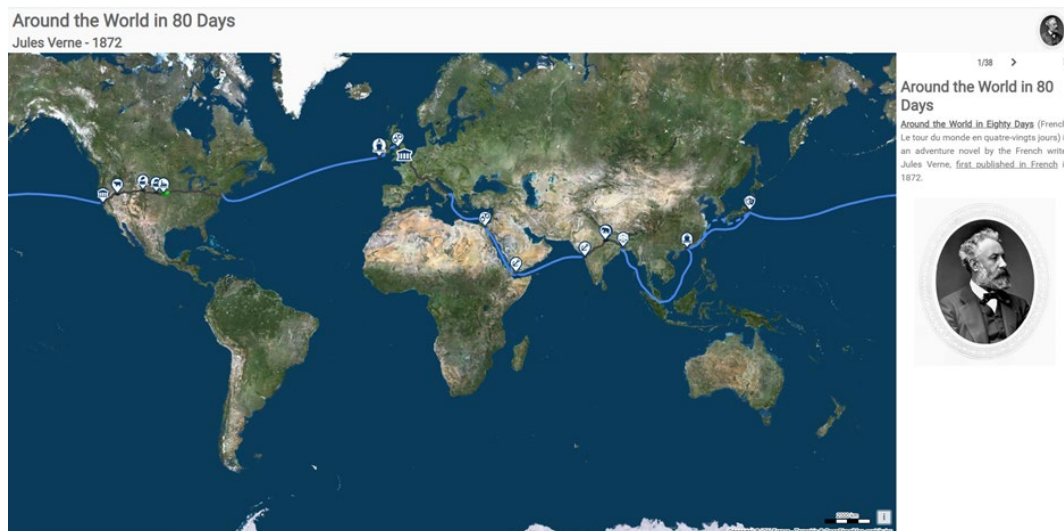 Around the World in 80 Days
Jules Verne - 1872
1/38
Around the World in 80
Days
Around the World in Eighty Days (French
Le tour du monde en quatre-vingts jours)
an adventure novel by the French write
Jules Verne, first published in French i
1872.
2000 km
i